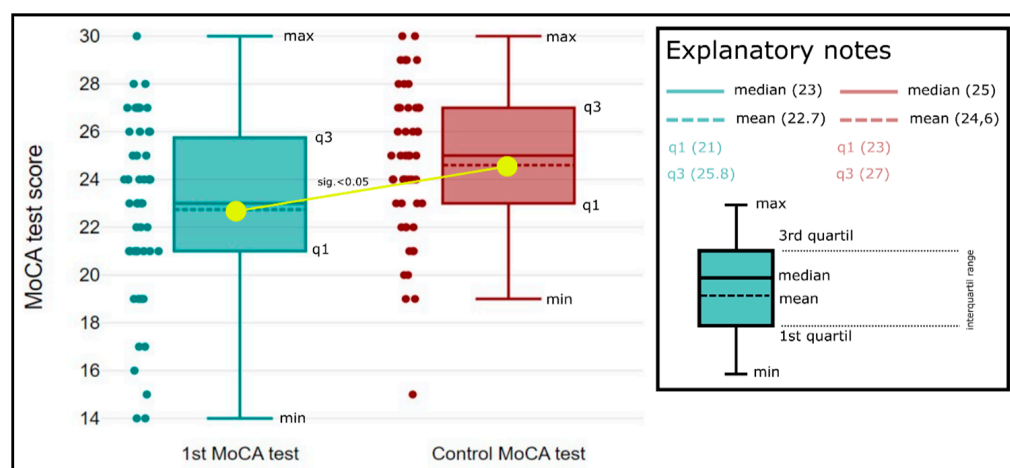 30
28
26
24
22
20
18
16
14
MoCA test score
max
q3
q1
min
sig.<0.05
max
q3
q1
min
1st MoCA test
Control MoCA test
Explanatory notes
median (23)
median (25)
mean (22.7)
mean (24,6)
q1 (21)
q1 (23)
q3 (25.8)
q3 (27)
max
3rd quartil
median
mean
1st quartil
min
interquartil range